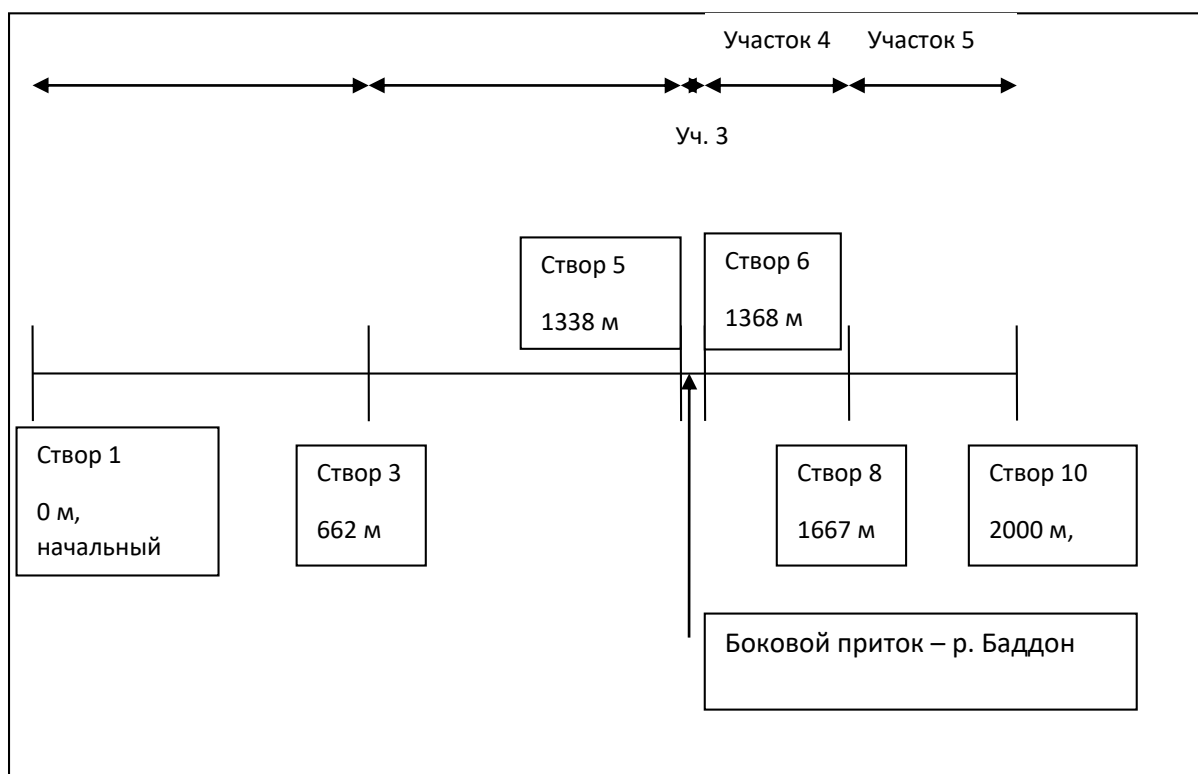 Участок 4
Участок 5
Уч. 3
Створ 5
1338 м
Створ 6
1368 м
Створ 1
0 м,
начальный
Створ 3
662 м
Створ 8
1667 м
Створ 10
2000 м,
Боковой приток – р. Баддон